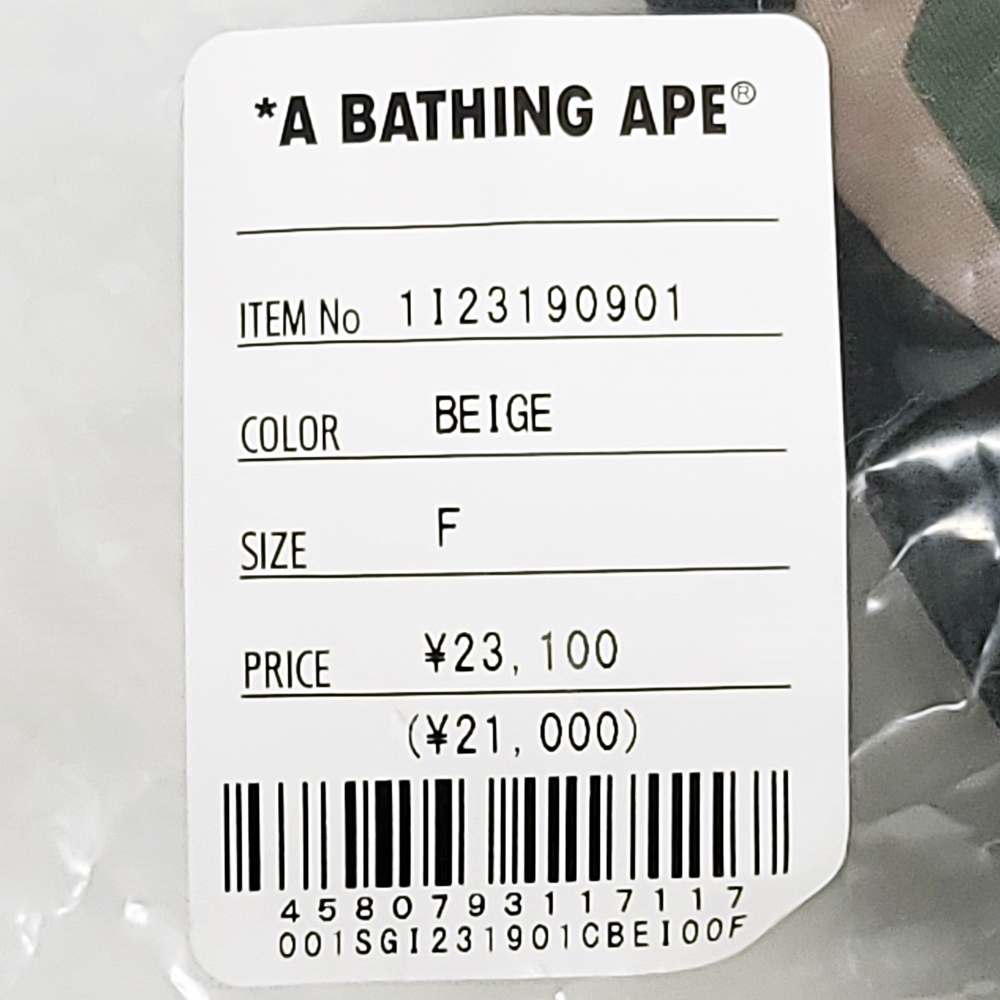 *A BATHING APE®
ITEM No 1I23190901
COLOR BEIGE
SIZE F
PRICE ¥23,100
(¥21,000)
4580793117117
001SGI231901CBEI00F